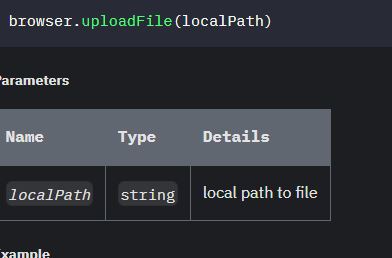 browser.uploadFile(localPath)
Parameters
Name Type Details
localPath string local path to file
Example